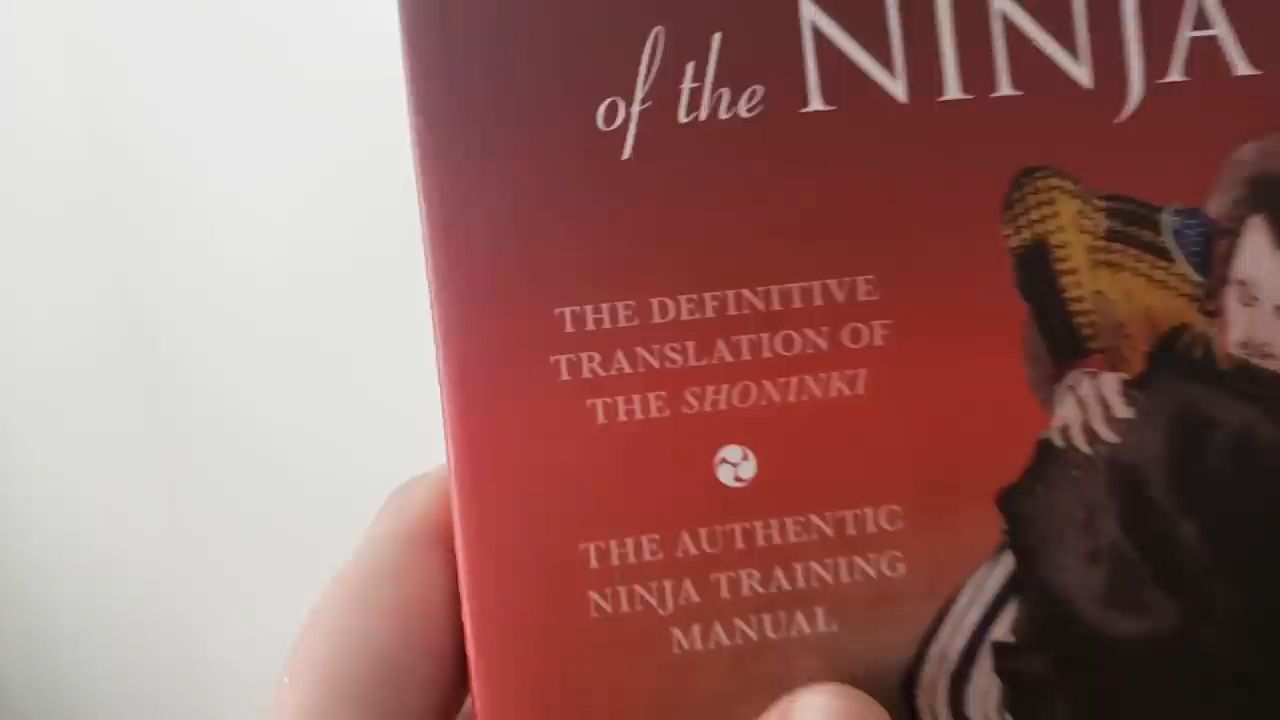 of the NINJA
THE DEFINITIVE
TRANSLATION OF
THE SHONINKI
THE AUTHENTIC
NINJA TRAINING
MANUAL